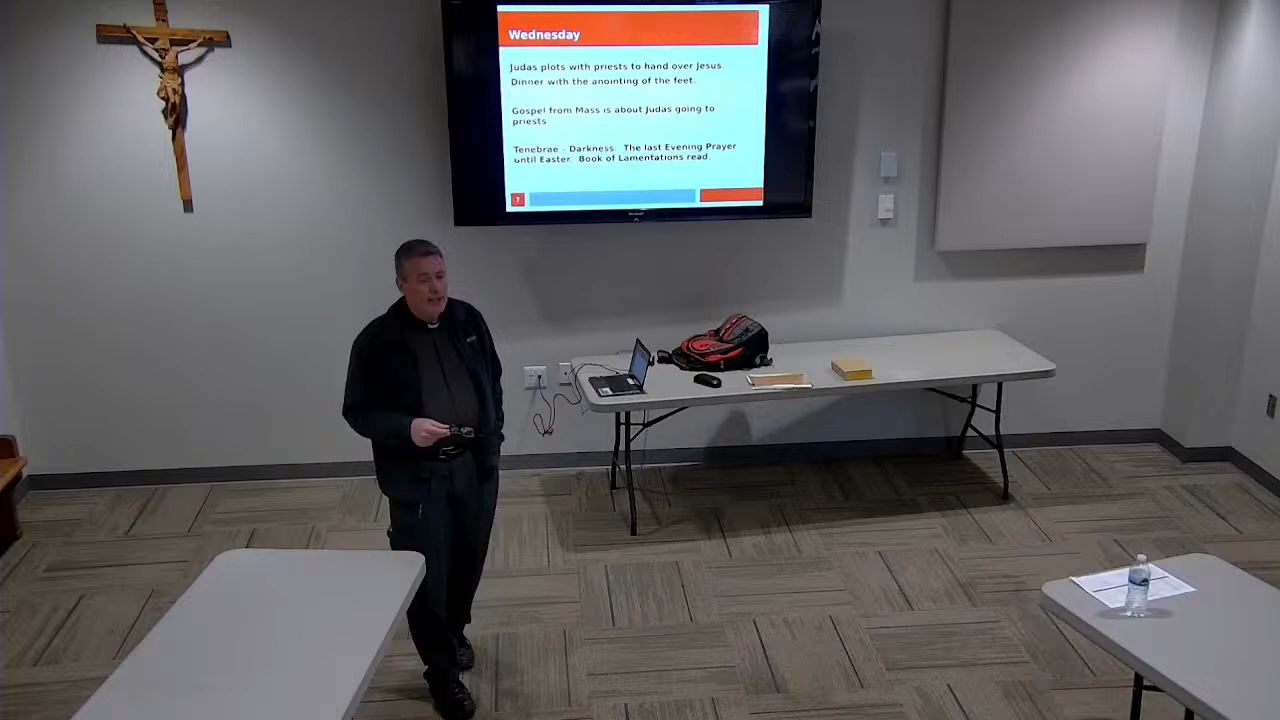 Wednesday
Judas plots with priests to hand over Jesus.
Dinner with the anointing of the feet.
Gospel from Mass is about Judas going to
priests
Tenebrae – Darkness. The last Evening Prayer
until Easter. Book of Lamentations read.
7